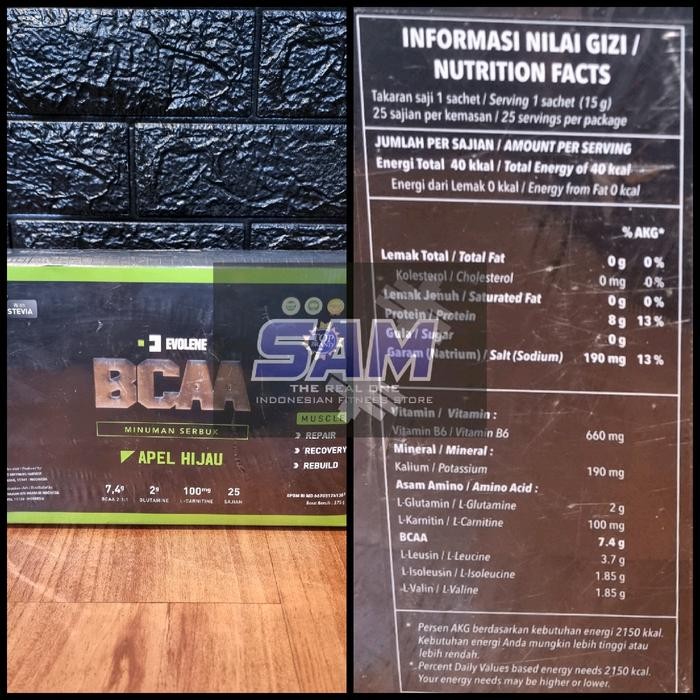 With
STEVIA
EVOLENE
BCAA
MINUMAN SERBUK
APEL HIJAU
MUSCLE
REPAIR
RECOVERY
REBUILD
7,4g
BCAA 2:1:1
2g
GLUTAMINE
100mg
L-CARNITINE
25
SAJIAN
TOP
BRAND
SAM
THE REAL ONE
INDONESIAN FITNESS STORE
INFORMASI NILAI GIZI /
NUTRITION FACTS
Takaran saji 1 sachet / Serving 1 sachet (15 g)
25 sajian per kemasan / 25 servings per package
JUMLAH PER SAJIAN / AMOUNT PER SERVING
Energi Total 40 kkal / Total Energy of 40 kcal
Energi dari Lemak 0 kkal / Energy from Fat 0 kcal
% AKG*
Lemak Total / Total Fat 0 g 0 %
Kolesterol / Cholesterol 0 mg 0 %
Lemak Jenuh / Saturated Fat 0 g 0 %
Protein / Protein 8 g 13 %
Gula / Sugar 0 g
Garam (Natrium) / Salt (Sodium) 190 mg 13 %
Vitamin / Vitamin :
Vitamin B6 / Vitamin B6 660 mg
Mineral / Mineral :
Kalium / Potassium 190 mg
Asam Amino / Amino Acid :
L-Glutamin / L-Glutamine 2 g
L-Karnitin / L-Carnitine 100 mg
BCAA 7.4 g
L-Leusin / L-Leucine 3.7 g
L-Isoleusin / L-Isoleucine 1.85 g
L-Valin / L-Valine 1.85 g
* Persen AKG berdasarkan kebutuhan energi 2150 kkal.
Kebutuhan energi Anda mungkin lebih tinggi atau
lebih rendah.
* Percent Daily Values based energy needs 2150 kcal.
Your energy needs may be higher or lower.